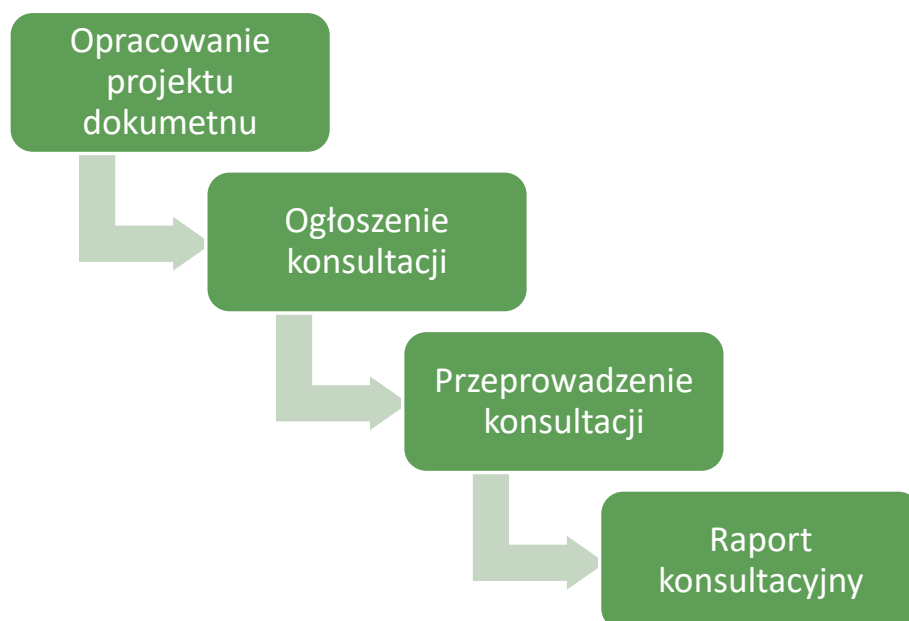 Opracowanie
projektu
dokumetnu
Ogłoszenie
konsultacji
Przeprowadzenie
konsultacji
Raport
konsultacyjny